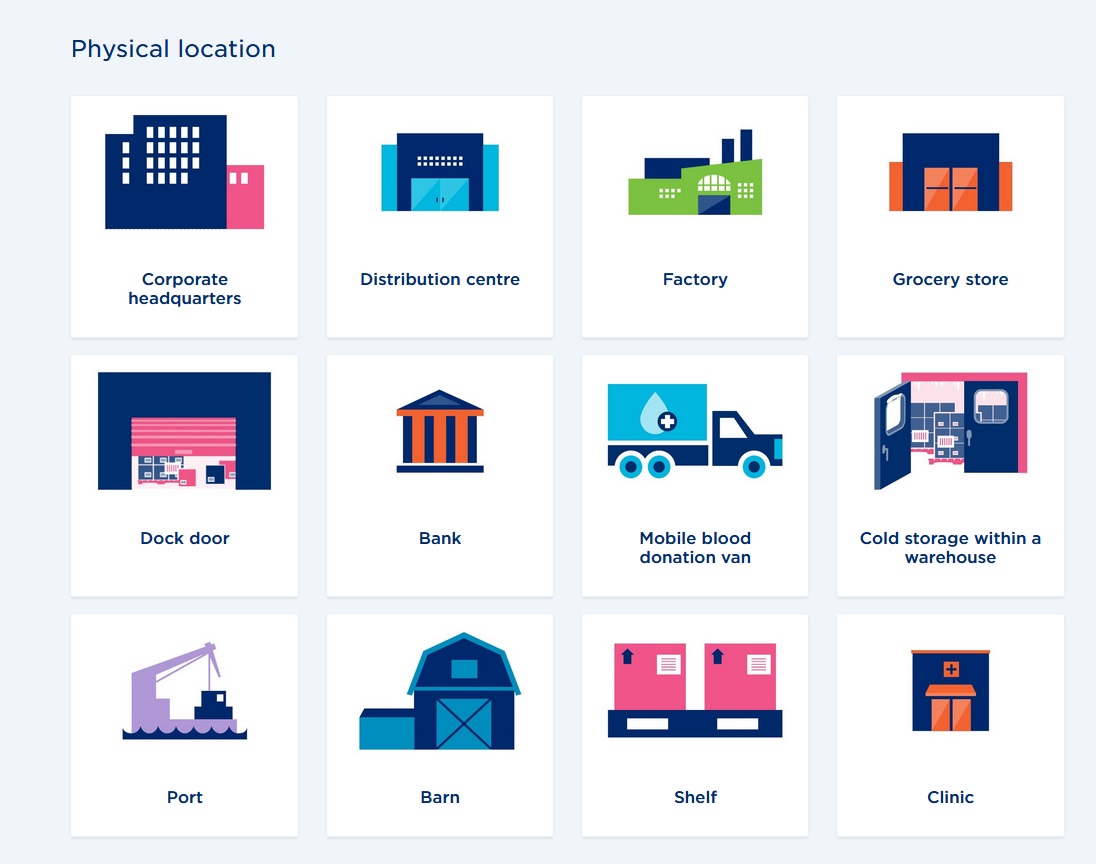 Physical location
Corporate
headquarters
Distribution centre
Factory
Grocery store
Dock door
Bank
Mobile blood
donation van
Cold storage within a
warehouse
Port
Barn
Shelf
Clinic